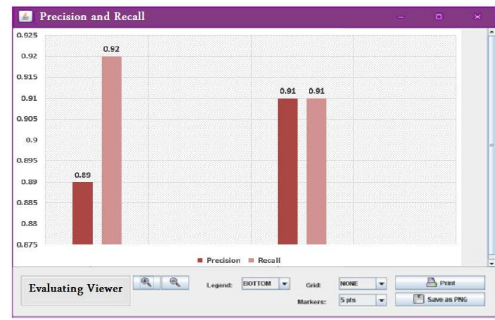 Precision and Recall
0.925
0.92
0.915
0.91
0.905
0.9
0.895
0.89
0.885
0.88
0.875
0.89
0.92
0.91
0.91
Precision
Recall
Evaluating Viewer
Legend:
BOTTOM
Grid:
NONE
Print
Markers:
5 pts
Save as PNG